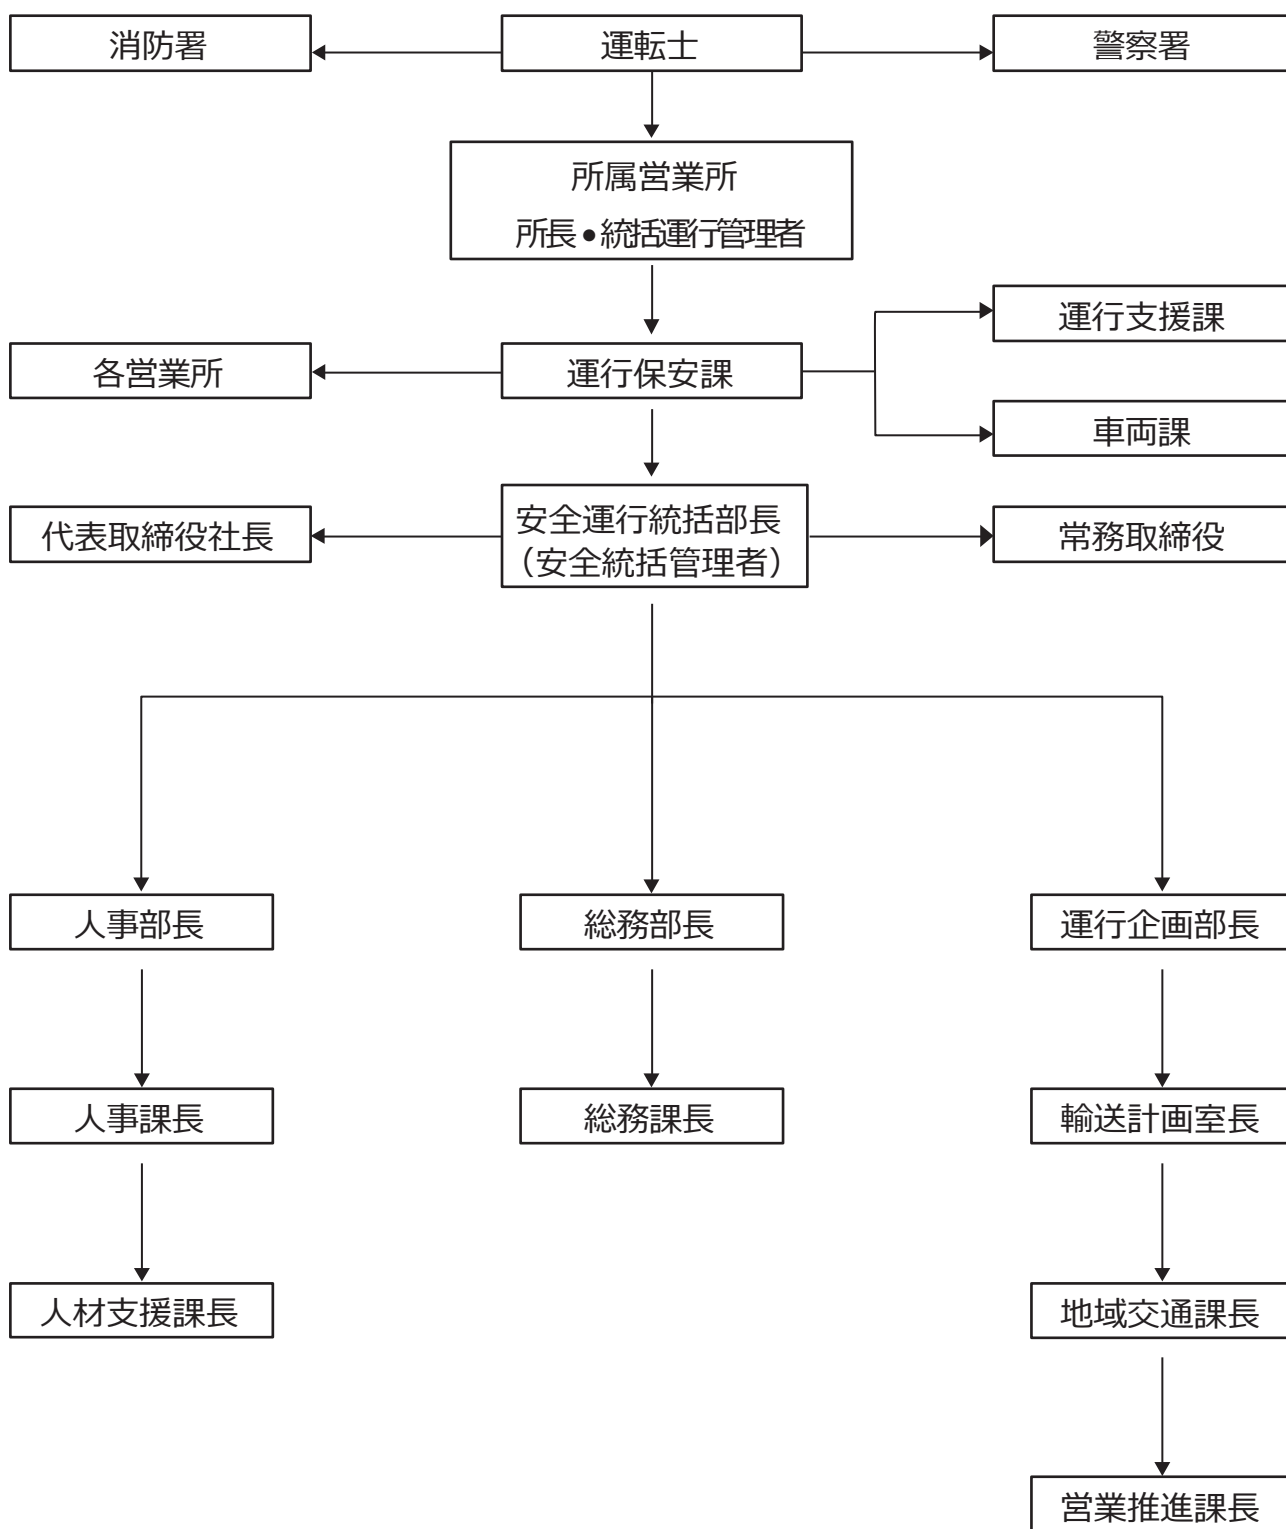 消防署
運転士
警察署
所属営業所
所長●統括運行管理者
運行支援課
各営業所
運行保安課
車両課
代表取締役社長
安全運行統括部長
（安全統括管理者）
常務取締役
人事部長
総務部長
運行企画部長
人事課長
総務課長
輸送計画室長
人材支援課長
地域交通課長
営業推進課長